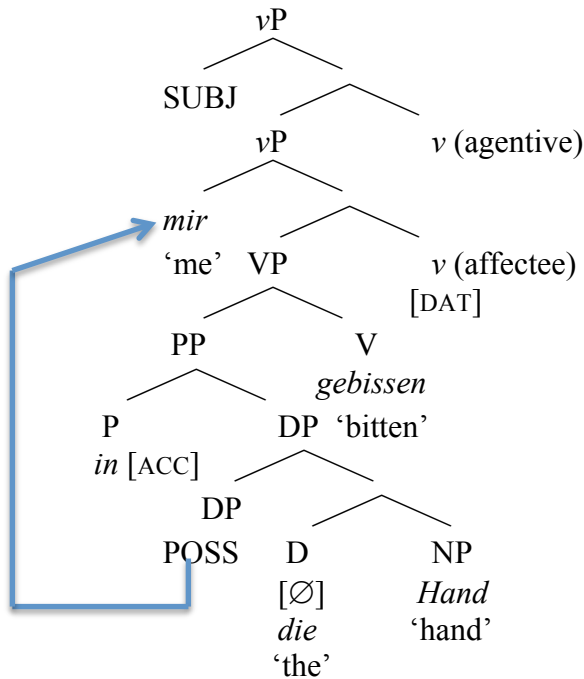 vP
SUBJ
vP v (agentive)
mir
‘me’ VP v (affectee)
[DAT]
PP V
gebissen
P DP ‘bitten’
in [ACC]
DP
POSS D NP
[∅] Hand
die ‘hand’
‘the’